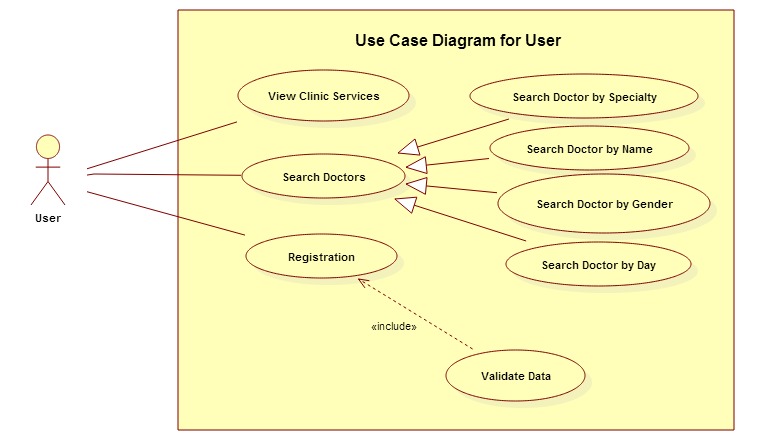 Use Case Diagram for User
View Clinic Services
Search Doctor by Specialty
Search Doctor by Name
Search Doctors
Search Doctor by Gender
User
Registration
Search Doctor by Day
«include»
Validate Data